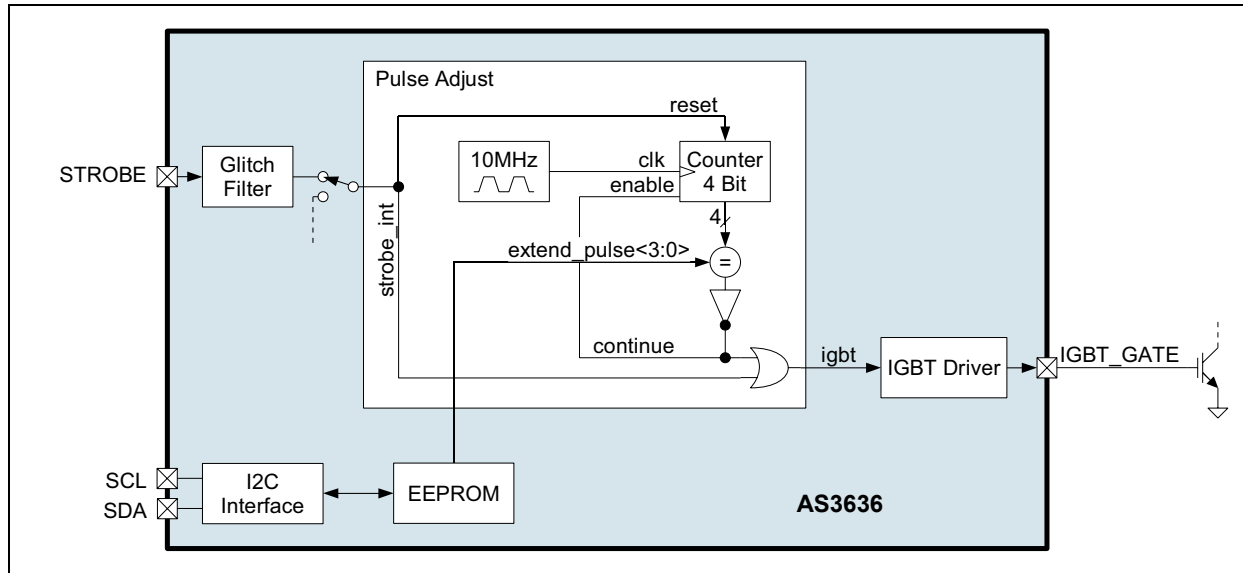 Pulse Adjust
reset
10MHz
clk
enable
Counter
4 Bit
STROBE
Glitch
Filter
strobe_int
4
extend_pulse<3:0>
=
continue
igbt
IGBT Driver
IGBT_GATE
SCL
SDA
I2C
Interface
EEPROM
AS3636